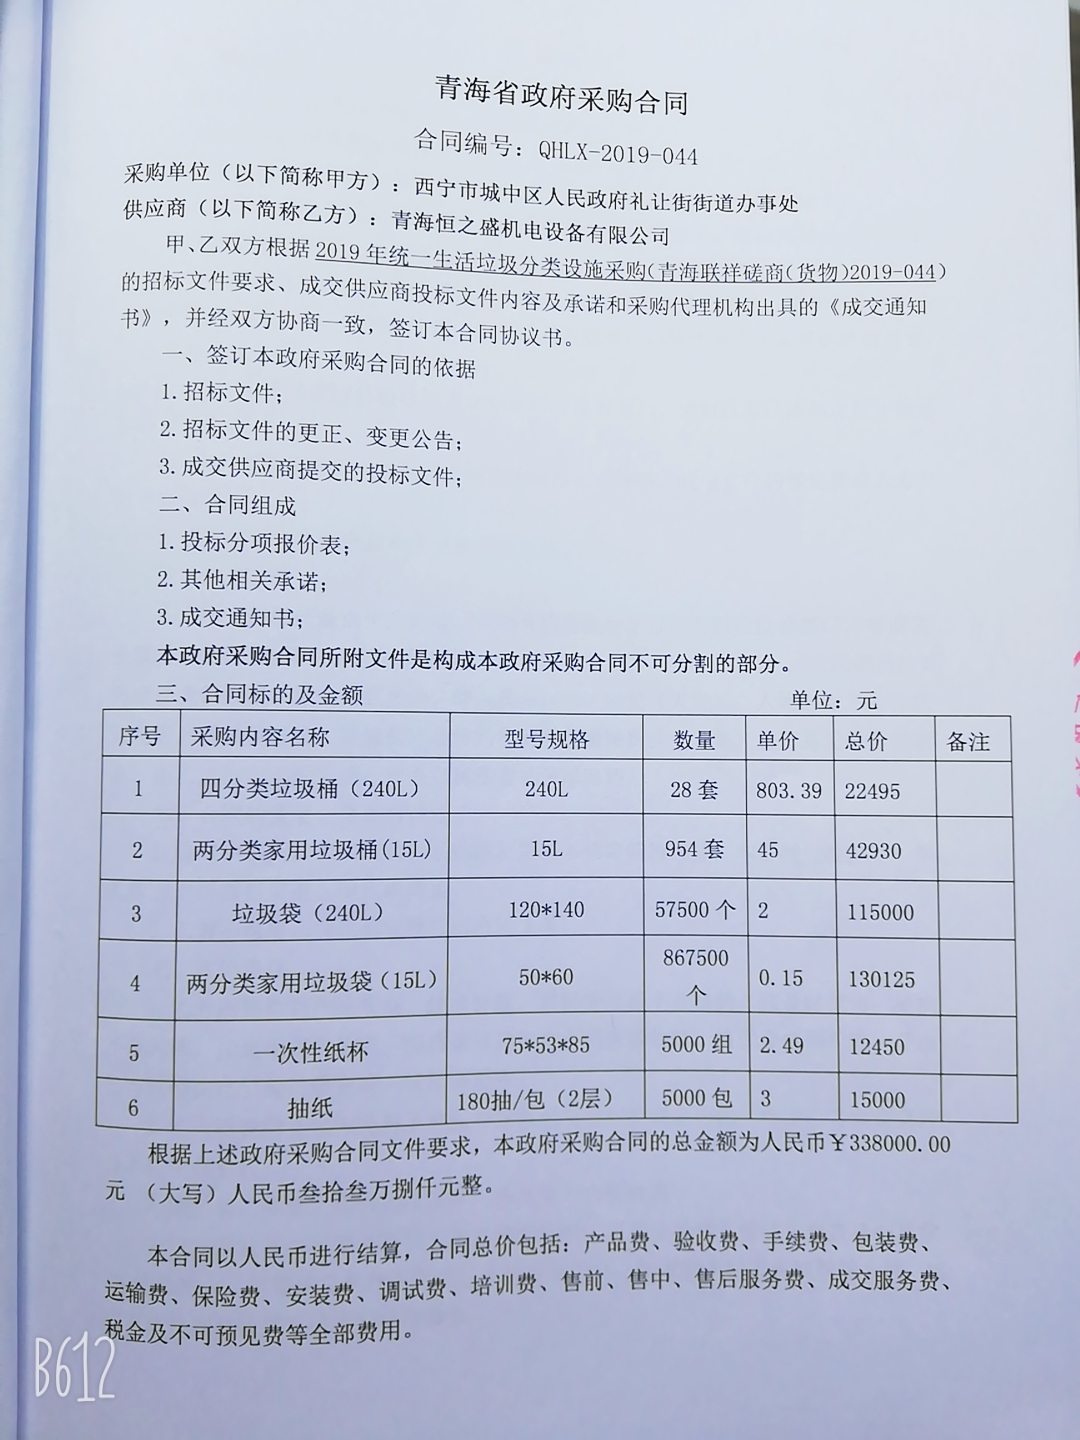 青海省政府采购合同
合同编号：QHLX-2019-044
采购单位（以下简称甲方）：西宁市城中区人民政府礼让街街道办事处
供应商（以下简称乙方）：青海恒之盛机电设备有限公司
甲、乙双方根据2019年统一生活垃圾分类设施采购(青海联祥磋商(货物)2019-044)
的招标文件要求、成交供应商投标文件内容及承诺和采购代理机构出具的《成交通知
书》，并经双方协商一致，签订本合同协议书。
一、签订本政府采购合同的依据
1.招标文件；
2.招标文件的更正、变更公告；
3.成交供应商提交的投标文件；
二、合同组成
1.投标分项报价表；
2.其他相关承诺；
3.成交通知书；
本政府采购合同所附文件是构成本政府采购合同不可分割的部分。
三、合同标的及金额 单位：元
序号 采购内容名称 型号规格 数量 单价 总价 备注
1 四分类垃圾桶（240L） 240L 28套 803.39 22495
2 两分类家用垃圾桶(15L) 15L 954套 45 42930
3 垃圾袋（240L） 120*140 57500个 2 115000
4 两分类家用垃圾袋（15L） 50*60 867500个 0.15 130125
5 一次性纸杯 75*53*85 5000组 2.49 12450
6 抽纸 180抽/包（2层） 5000包 3 15000
根据上述政府采购合同文件要求，本政府采购合同的总金额为人民币￥338000.00
元 （大写）人民币叁拾叁万捌仟元整。
本合同以人民币进行结算，合同总价包括：产品费、验收费、手续费、包装费、
运输费、保险费、安装费、调试费、培训费、售前、售中、售后服务费、成交服务费、
税金及不可预见费等全部费用。
B612